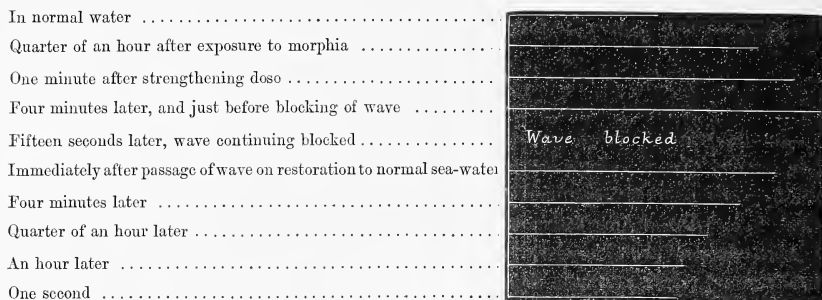 In normal water
Quarter of an hour after exposure to morphia
One minute after strengthening doso
Four minutes later, and just before blocking of wave
Fifteen seconds later, wave continuing blocked
Wave blocked
Immediately after passage of wave on restoration to normal sea-water
Four minutes later
Quarter of an hour later
An hour later
One second